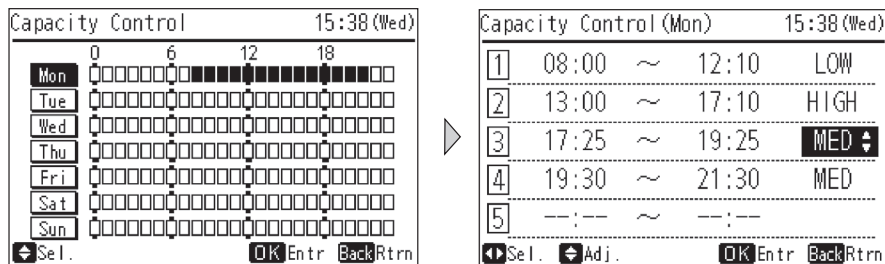 Capacity Control 15:38(Wed)
0 6 12 18
Mon
Tue
Wed
Thu
Fri
Sat
Sun
Sel. OK Entr Back Rtrn
Capacity Control(Mon) 15:38(Wed)
1 08:00 ~ 12:10 LOW
2 13:00 ~ 17:10 HIGH
3 17:25 ~ 19:25 MED
4 19:30 ~ 21:30 MED
5 --:-- ~ --:--
Sel. Adj. OK Entr Back Rtrn